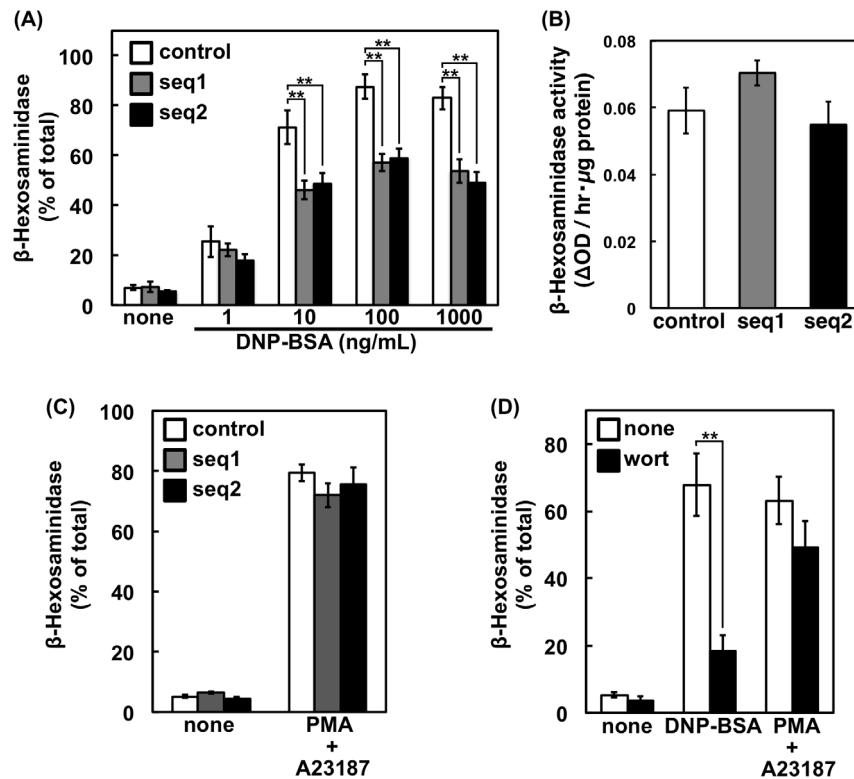 (A)
β-Hexosaminidase
(% of total)
100
80
60
40
20
0
control
seq1
seq2
**
**
**
**
**
**
none
1
10
100
1000
DNP-BSA (ng/mL)
(B)
β-Hexosaminidase activity
(ΔOD / hr·μg protein)
0.08
0.06
0.04
0.02
0
control
seq1
seq2
(C)
β-Hexosaminidase
(% of total)
100
80
60
40
20
0
control
seq1
seq2
none
PMA
+
A23187
(D)
β-Hexosaminidase
(% of total)
80
60
40
20
0
none
wort
**
none
DNP-BSA
PMA
+
A23187